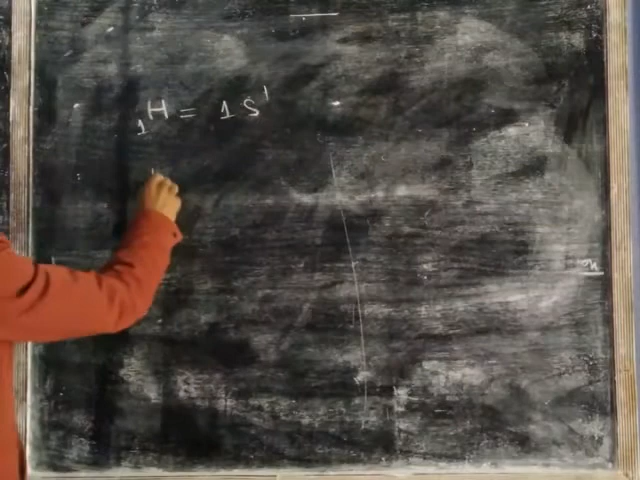 ₁H = 1s¹